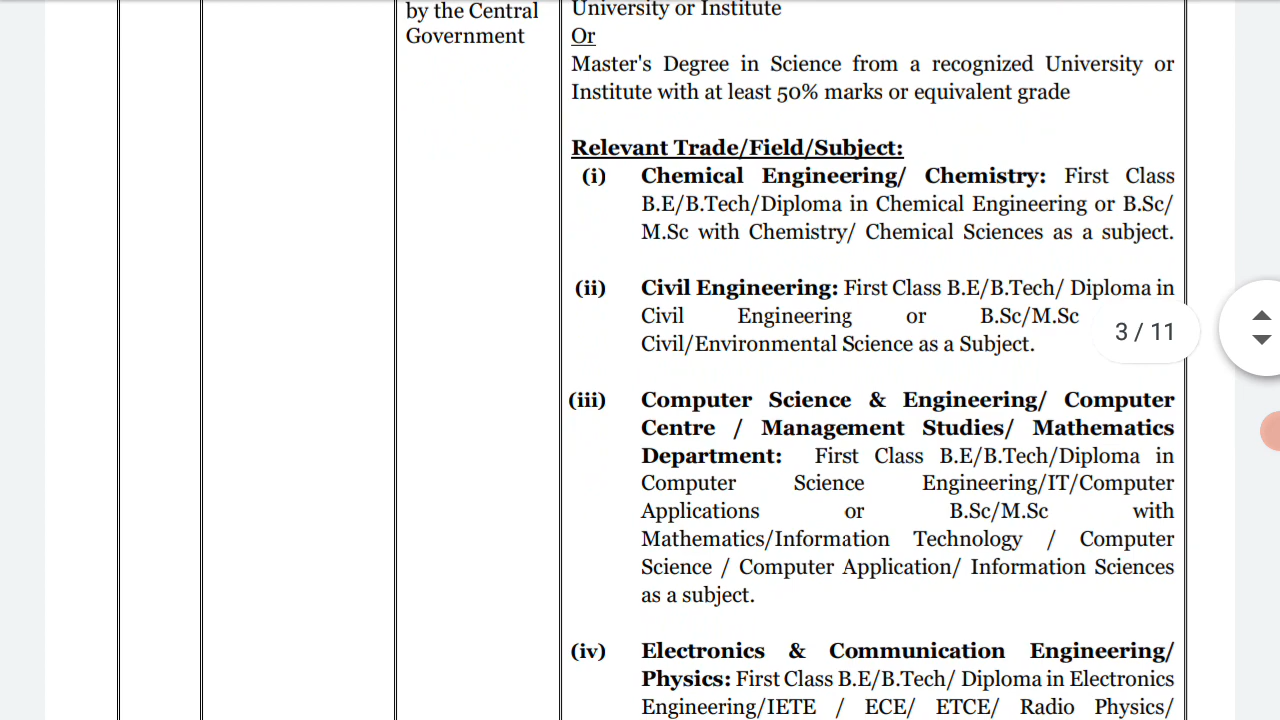 by the Central
Government
University or Institute
Or
Master's Degree in Science from a recognized University or
Institute with at least 50% marks or equivalent grade
Relevant Trade/Field/Subject:
(i) Chemical Engineering/ Chemistry: First Class
B.E/B.Tech/Diploma in Chemical Engineering or B.Sc/
M.Sc with Chemistry/ Chemical Sciences as a subject.
(ii) Civil Engineering: First Class B.E/B.Tech/ Diploma in
Civil Engineering or B.Sc/M.Sc
Civil/Environmental Science as a Subject.
3 / 11
(iii) Computer Science & Engineering/ Computer
Centre / Management Studies/ Mathematics
Department: First Class B.E/B.Tech/Diploma in
Computer Science Engineering/IT/Computer
Applications or B.Sc/M.Sc with
Mathematics/Information Technology / Computer
Science / Computer Application/ Information Sciences
as a subject.
(iv) Electronics & Communication Engineering/
Physics: First Class B.E/B.Tech/ Diploma in Electronics
Engineering/IETE / ECE/ ETCE/ Radio Physics/